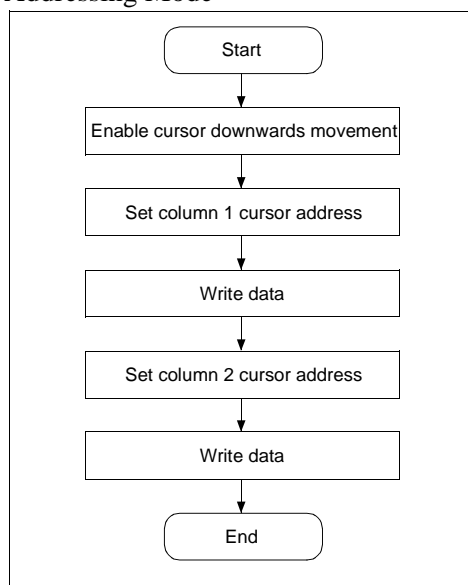 Addressing Mode
Start
Enable cursor downwards movement
Set column 1 cursor address
Write data
Set column 2 cursor address
Write data
End